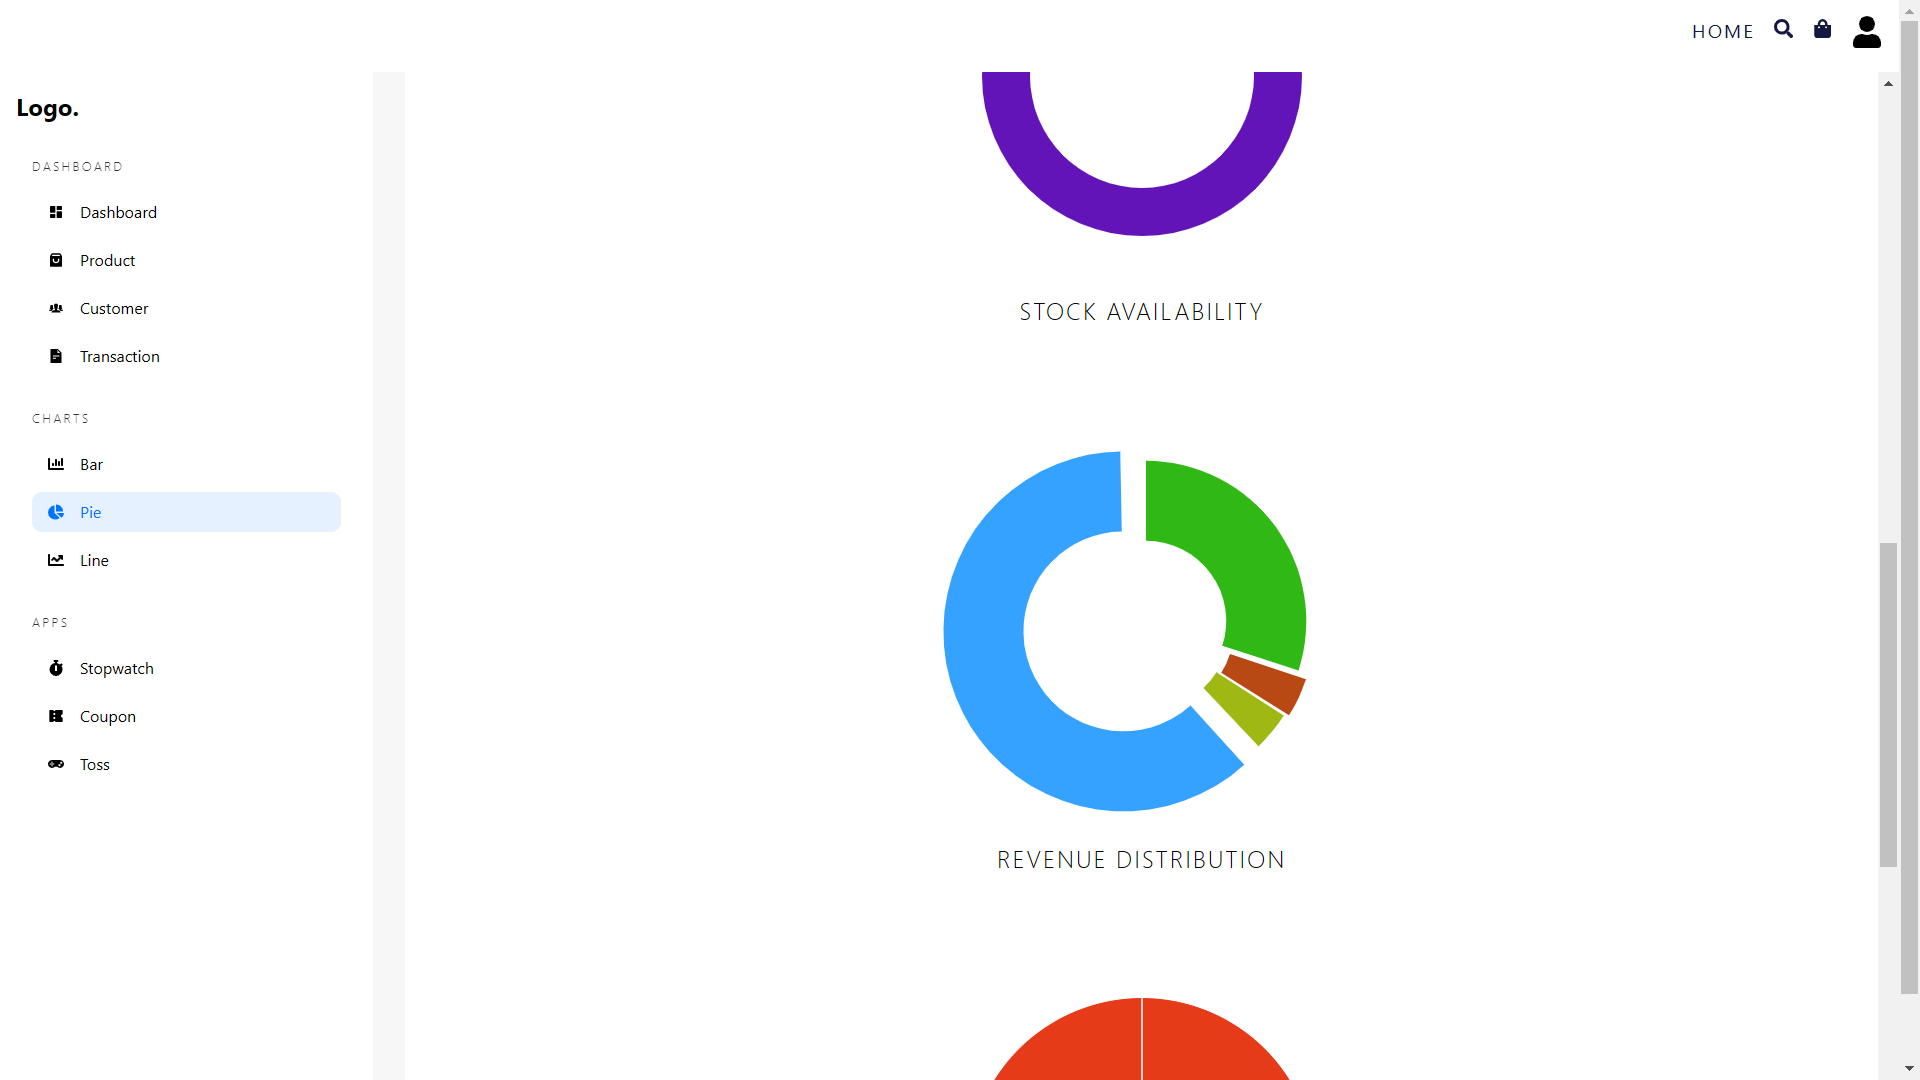 HOME
Logo.
DASHBOARD
Dashboard
Product
Customer
Transaction
CHARTS
Bar
Pie
Line
APPS
Stopwatch
Coupon
Toss
STOCK AVAILABILITY
REVENUE DISTRIBUTION